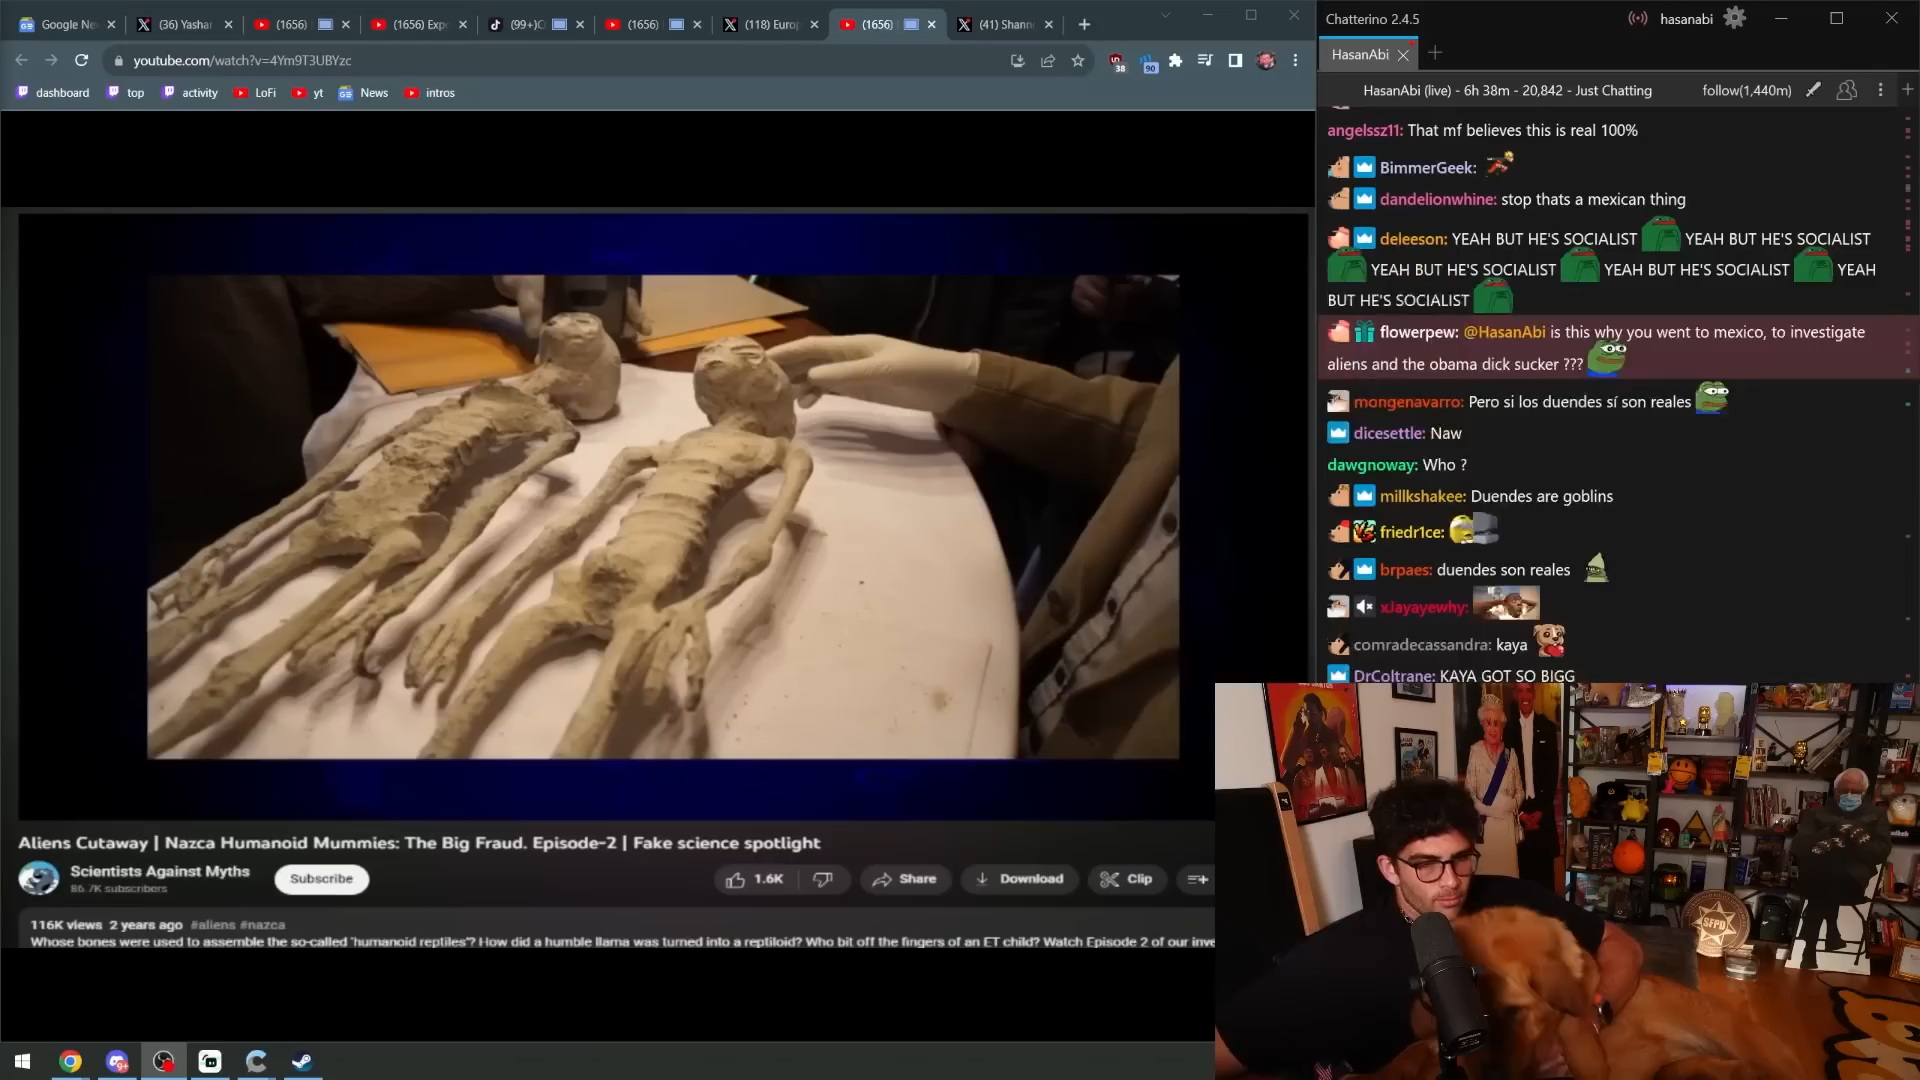 Google Ne
(36) Yashar
(1656)
(1656) Exp
(99+)
(1656)
(118) Europ
(1656)
(41) Shann
youtube.com/watch?v=4Ym9T3UBYzc
38
90
dashboard
top
activity
LoFi
yt
News
intros
Aliens Cutaway | Nazca Humanoid Mummies: The Big Fraud. Episode-2 | Fake science spotlight
Scientists Against Myths
86.7K subscribers
Subscribe
1.6K
Share
Download
Clip
116K views 2 years ago #aliens #nazca
Whose bones were used to assemble the so-called 'humanoid reptiles'? How did a humble llama was turned into a reptiloid? Who bit off the fingers of an ET child? Watch Episode 2 of our inve
9+
Chatterino 2.4.5
hasanabi
HasanAbi
HasanAbi (live) - 6h 38m - 20,842 - Just Chatting
follow(1,440m)
angelssz11: That mf believes this is real 100%
BimmerGeek:
dandelionwhine: stop thats a mexican thing
deleeson: YEAH BUT HE'S SOCIALIST YEAH BUT HE'S SOCIALIST
YEAH BUT HE'S SOCIALIST YEAH BUT HE'S SOCIALIST YEAH
BUT HE'S SOCIALIST
flowerpew: @HasanAbi is this why you went to mexico, to investigate
aliens and the obama dick sucker ???
mongenavarro: Pero si los duendes sí son reales
dicesettle: Naw
dawgnoway: Who ?
millkshakee: Duendes are goblins
friedr1ce:
brpaes: duendes son reales
xJayayewhy:
comradecassandra: kaya
DrColtrane: KAYA GOT SO BIGG
SFPD